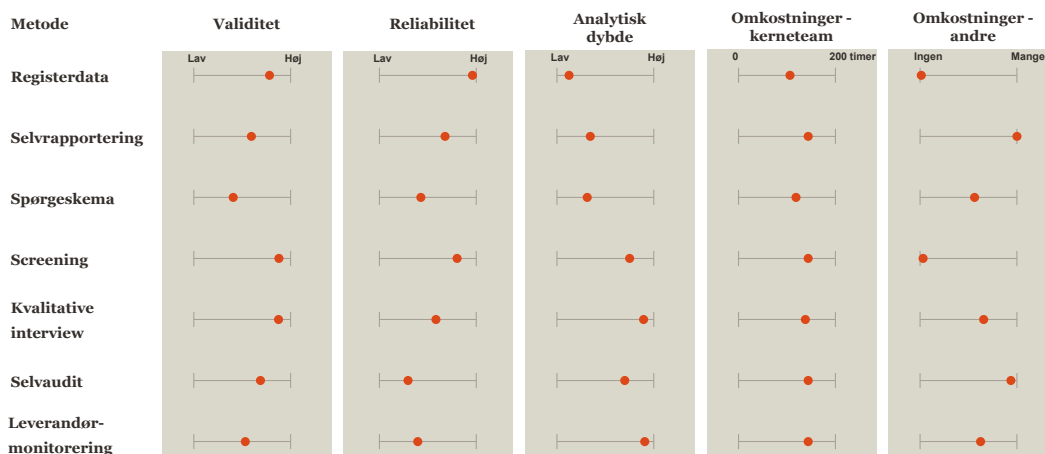 Metode
Validitet
Reliabilitet
Analytisk
dybde
Omkostninger -
kerneteam
Omkostninger -
andre
Lav Høj
Lav Høj
Lav Høj
0 200 timer
Ingen Mange
Registerdata
Selvrapportering
Spørgeskema
Screening
Kvalitative
interview
Selvaudit
Leverandør-
monitorering